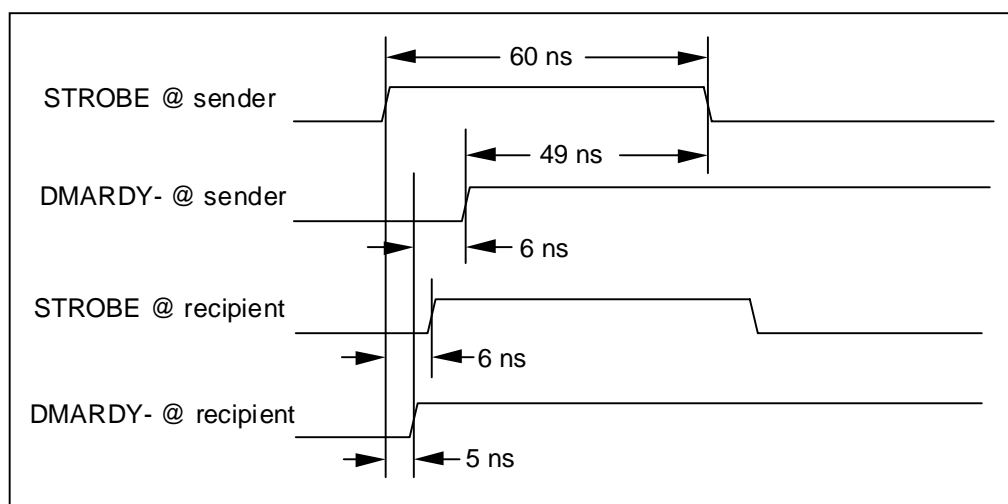 60 ns
STROBE @ sender
49 ns
DMARDY- @ sender
6 ns
STROBE @ recipient
6 ns
DMARDY- @ recipient
5 ns